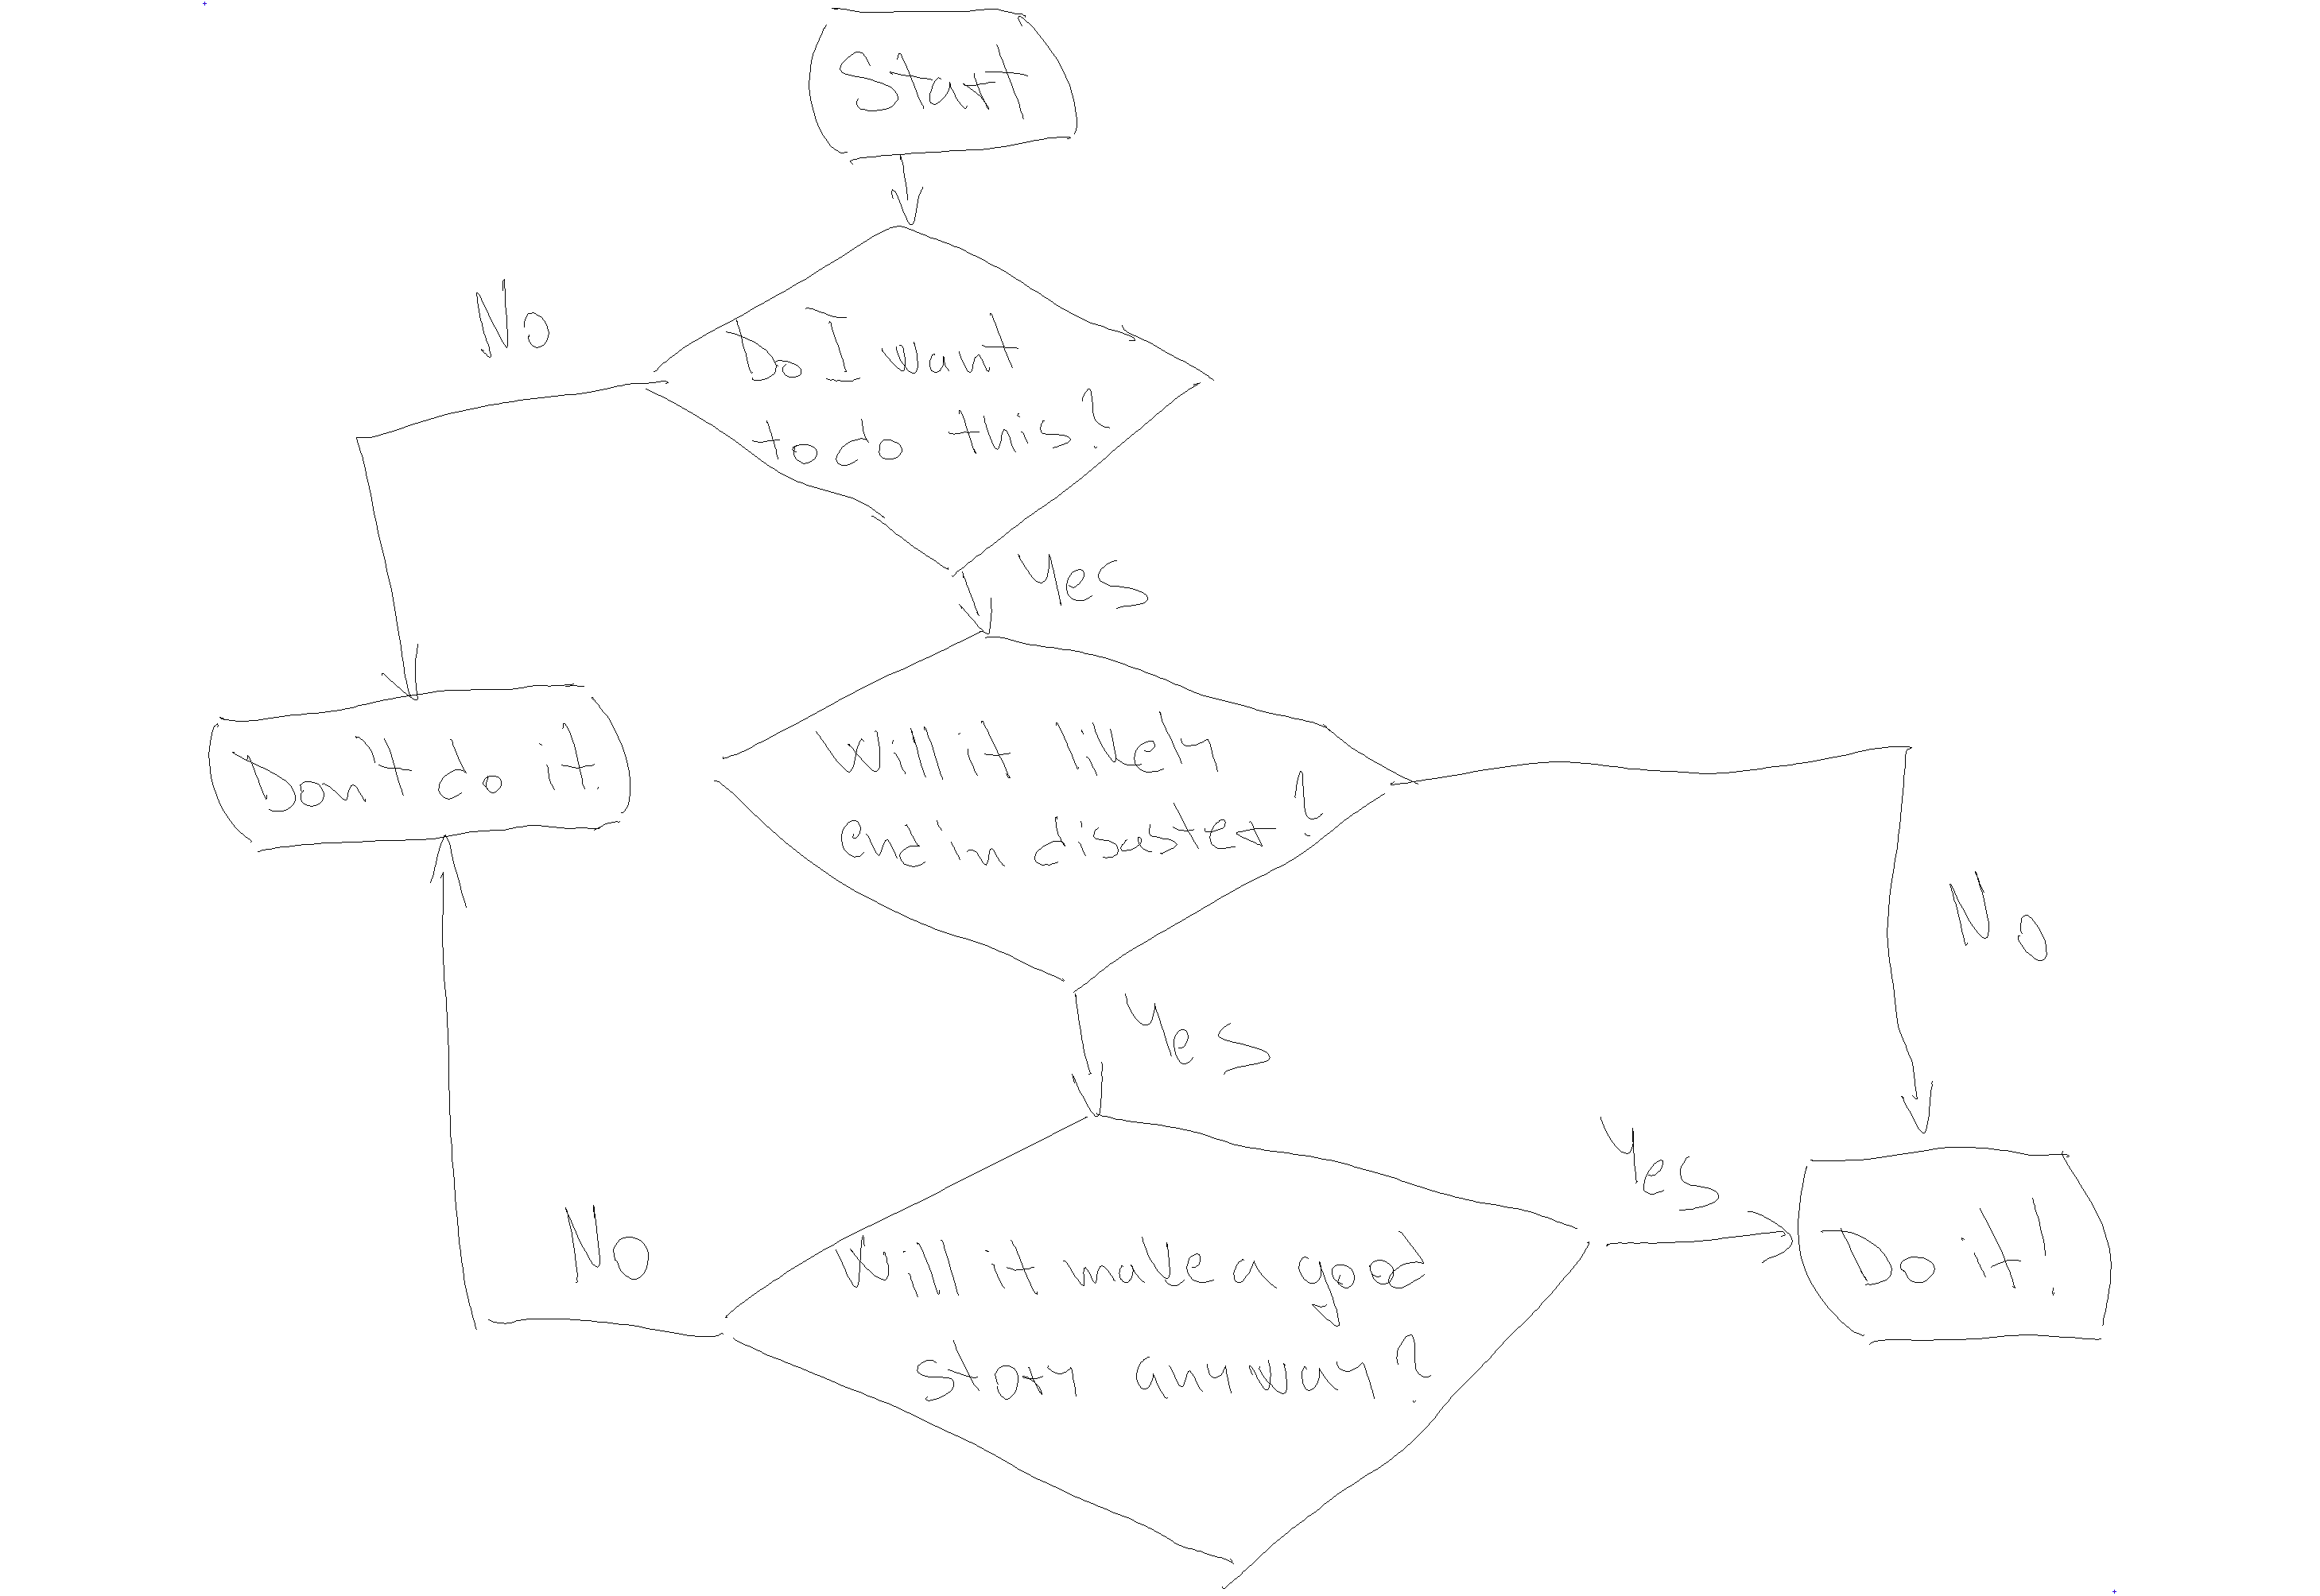 Start
No
Do I want
to do this?
Yes
Don't do it.
Will it likely
end in disaster?
No
Yes
Yes
No
Will it make a good
story anyway?
Do it!